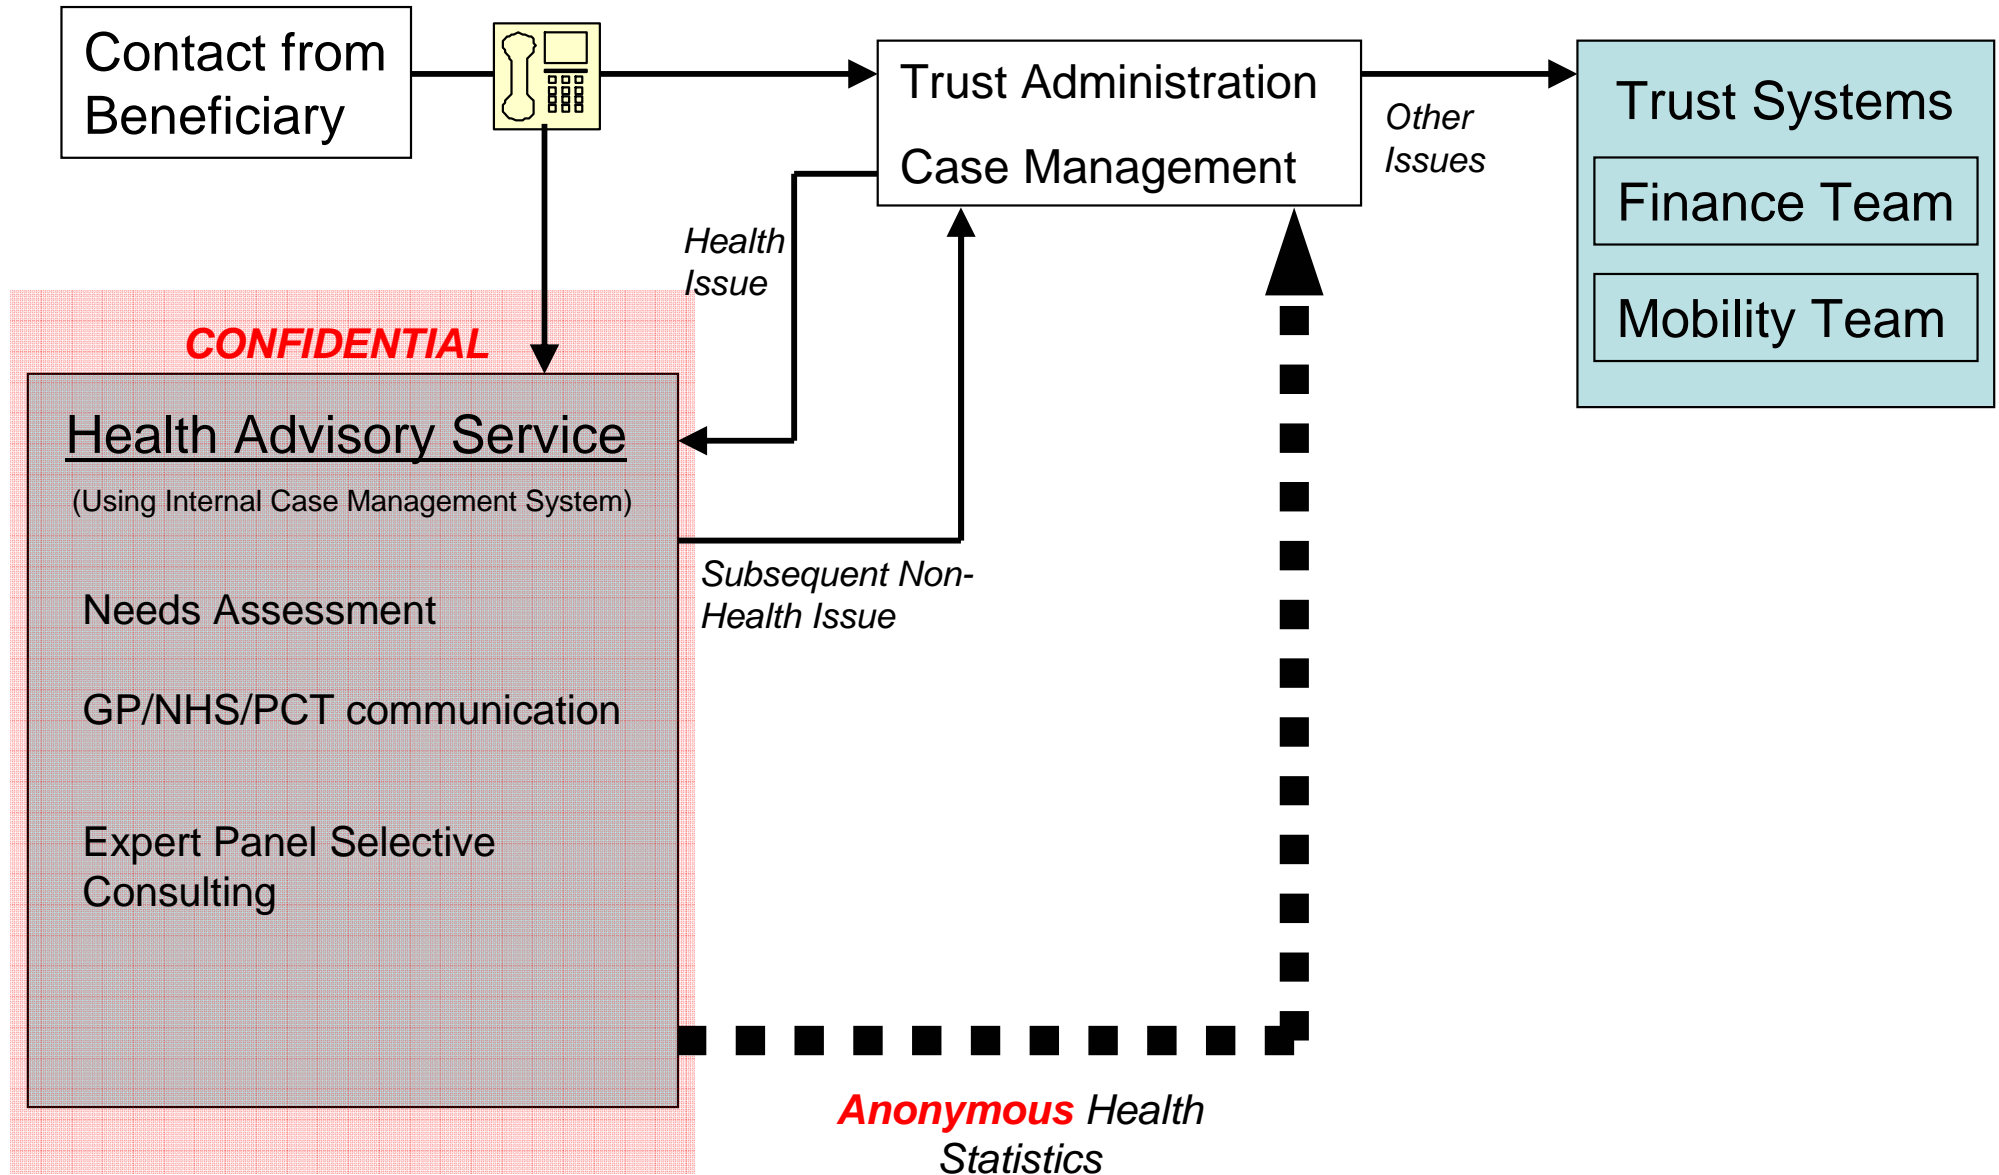 Contact from
Beneficiary
Trust Administration
Case Management
Other
Issues
Trust Systems
Finance Team
Mobility Team
Health
Issue
CONFIDENTIAL
Health Advisory Service
(Using Internal Case Management System)
Needs Assessment
GP/NHS/PCT communication
Expert Panel Selective
Consulting
Subsequent Non-
Health Issue
Anonymous Health
Statistics